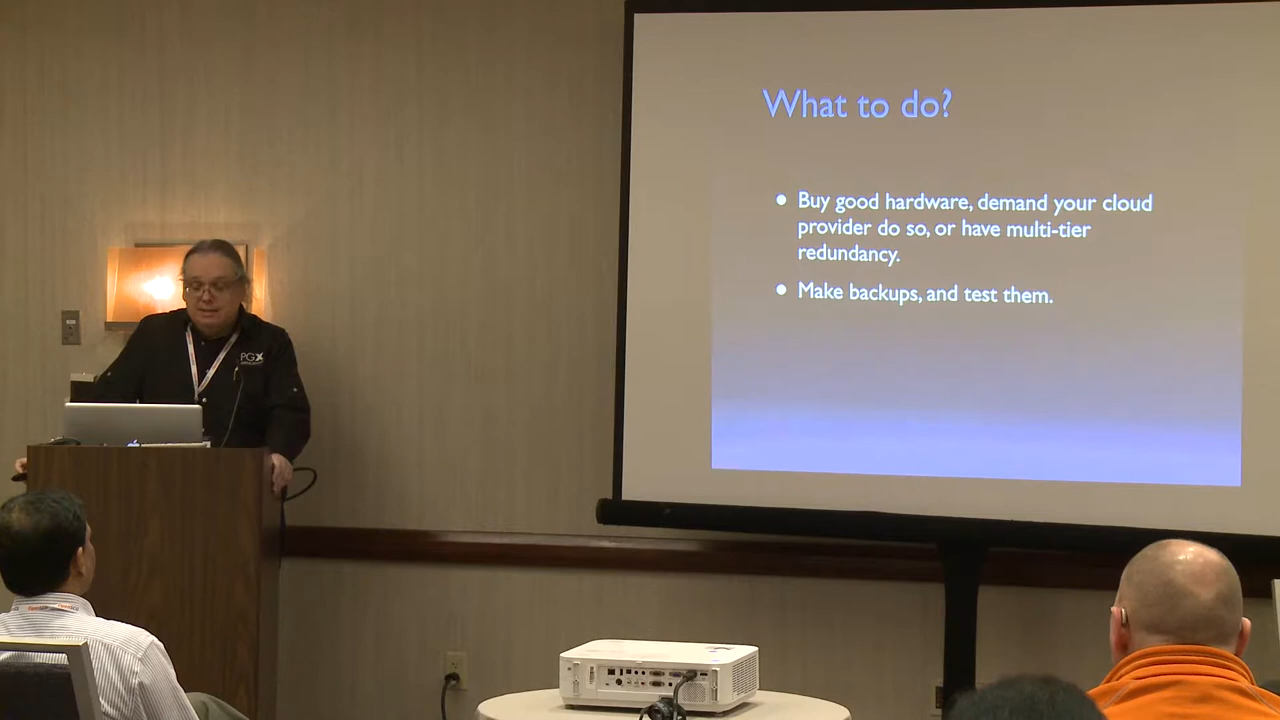 What to do?
Buy good hardware, demand your cloud
provider do so, or have multi-tier
redundancy.
Make backups, and test them.
PGX